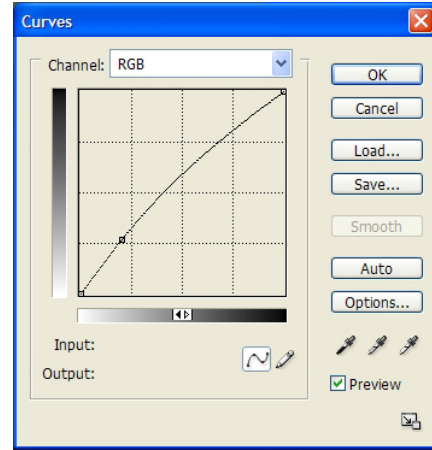 Curves
Channel: RGB
OK
Cancel
Load...
Save...
Smooth
Auto
Options...
Input:
Output:
Preview